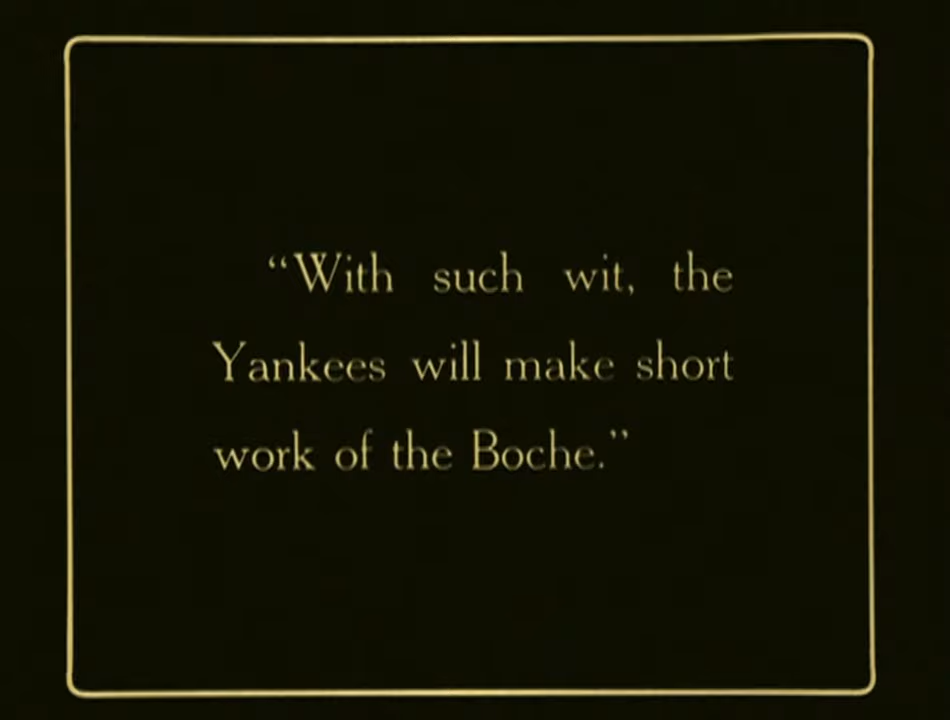 “With such wit, the
Yankees will make short
work of the Boche.”